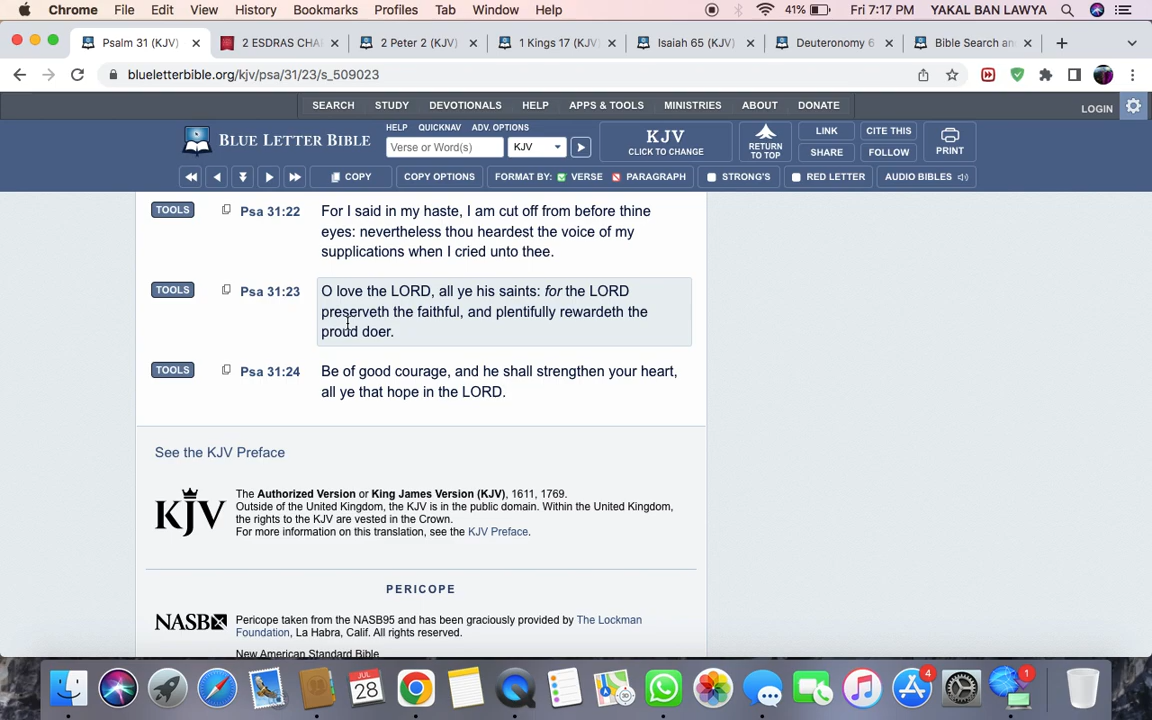 Chrome File Edit View History Bookmarks Profiles Tab Window Help 41% Fri 7:17 PM YAKAL BAN LAWYA
Psalm 31 (KJV) 2 ESDRAS CHA 2 Peter 2 (KJV) 1 Kings 17 (KJV) Isaiah 65 (KJV) Deuteronomy 6 Bible Search an
blueletterbible.org/kjv/psa/31/23/s_509023
SEARCH STUDY DEVOTIONALS HELP APPS & TOOLS MINISTRIES ABOUT DONATE LOGIN
BLUE LETTER BIBLE
HELP QUICKNAV ADV. OPTIONS
Verse or Word(s) KJV
KJV
CLICK TO CHANGE
RETURN
TO TOP
LINK CITE THIS
SHARE FOLLOW
PRINT
COPY COPY OPTIONS FORMAT BY: VERSE PARAGRAPH STRONG'S RED LETTER AUDIO BIBLES
TOOLS Psa 31:22 For I said in my haste, I am cut off from before thine
eyes: nevertheless thou heardest the voice of my
supplications when I cried unto thee.
TOOLS Psa 31:23 O love the LORD, all ye his saints: for the LORD
preserveth the faithful, and plentifully rewardeth the
proud doer.
TOOLS Psa 31:24 Be of good courage, and he shall strengthen your heart,
all ye that hope in the LORD.
See the KJV Preface
KJV
The Authorized Version or King James Version (KJV), 1611, 1769.
Outside of the United Kingdom, the KJV is in the public domain. Within the United Kingdom,
the rights to the KJV are vested in the Crown.
For more information on this translation, see the KJV Preface.
PERICOPE
NASB
Pericope taken from the NASB95 and has been graciously provided by The Lockman
Foundation, La Habra, Calif. All rights reserved.
New American Standard Bible
JUL
28
4
1